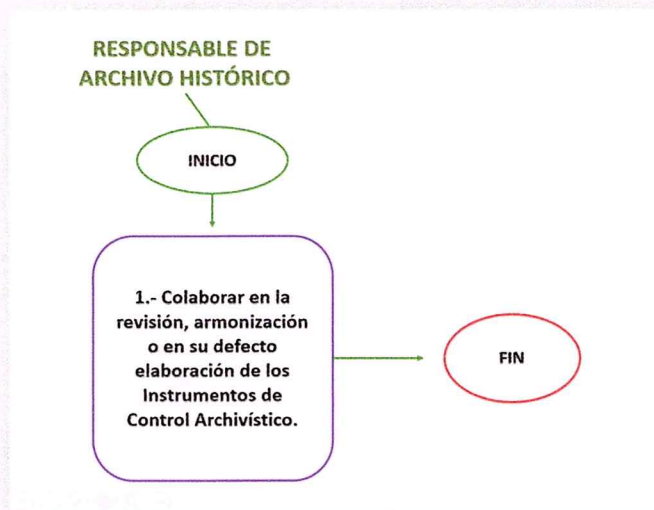 RESPONSABLE DE
ARCHIVO HISTÓRICO
INICIO
1.- Colaborar en la
revisión, armonización
o en su defecto
elaboración de los
Instrumentos de
Control Archivístico.
FIN